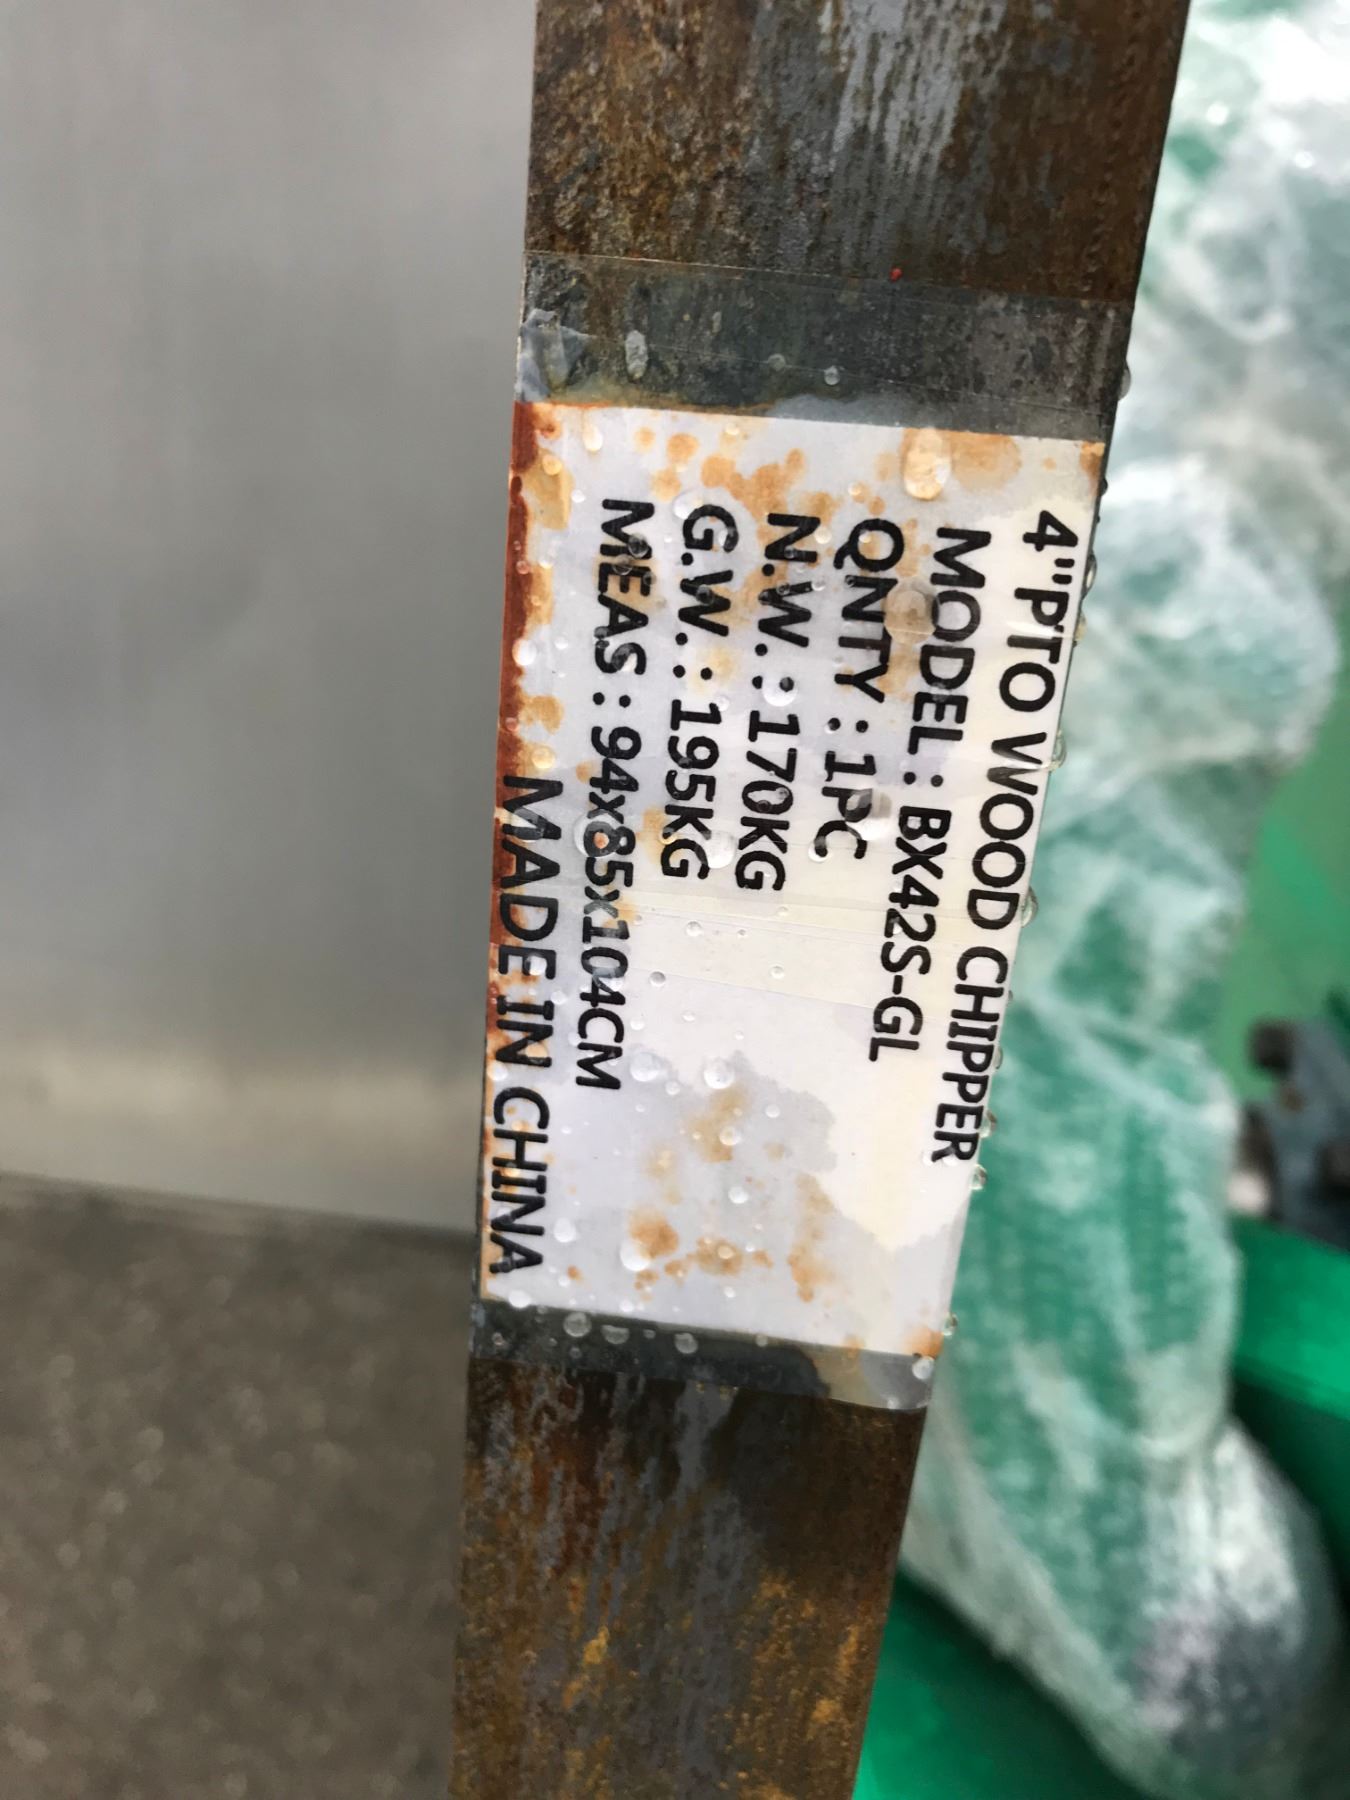 4"PTO WOOD CHIPPER
MODEL : BX42S-GL
QNTY : 1PC
N.W. : 170KG
G.W. : 195KG
MEAS : 94x85x104CM
MADE IN CHINA